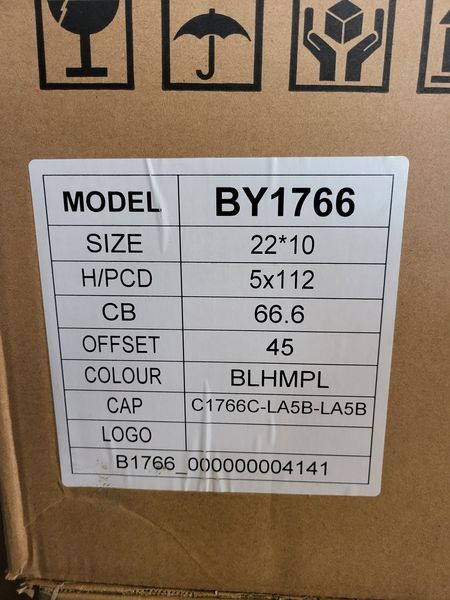 MODEL BY1766
SIZE 22*10
H/PCD 5x112
CB 66.6
OFFSET 45
COLOUR BLHMPL
CAP C1766C-LA5B-LA5B
LOGO
B1766_000000004141